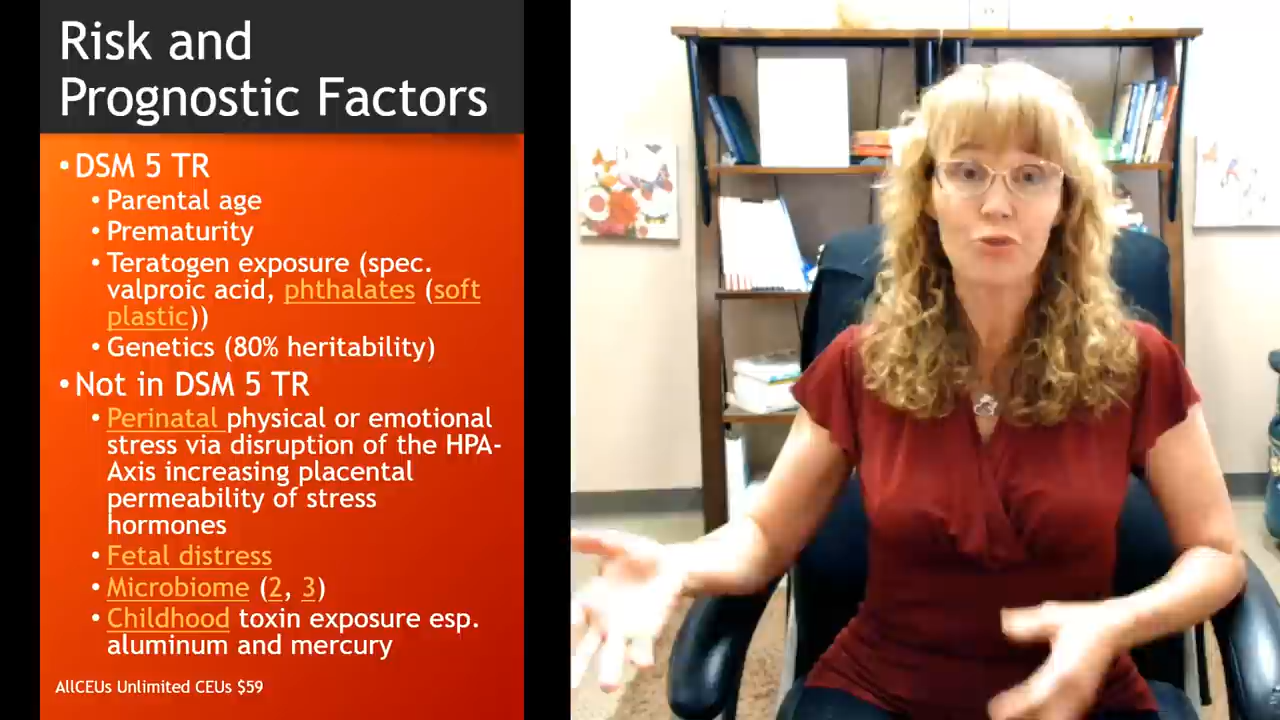 Risk and
Prognostic Factors
•DSM 5 TR
•Parental age
•Prematurity
•Teratogen exposure (spec.
valproic acid, phthalates (soft
plastic))
•Genetics (80% heritability)
•Not in DSM 5 TR
•Perinatal physical or emotional
stress via disruption of the HPA-
Axis increasing placental
permeability of stress
hormones
•Fetal distress
•Microbiome (2, 3)
•Childhood toxin exposure esp.
aluminum and mercury
AllCEUs Unlimited CEUs $59